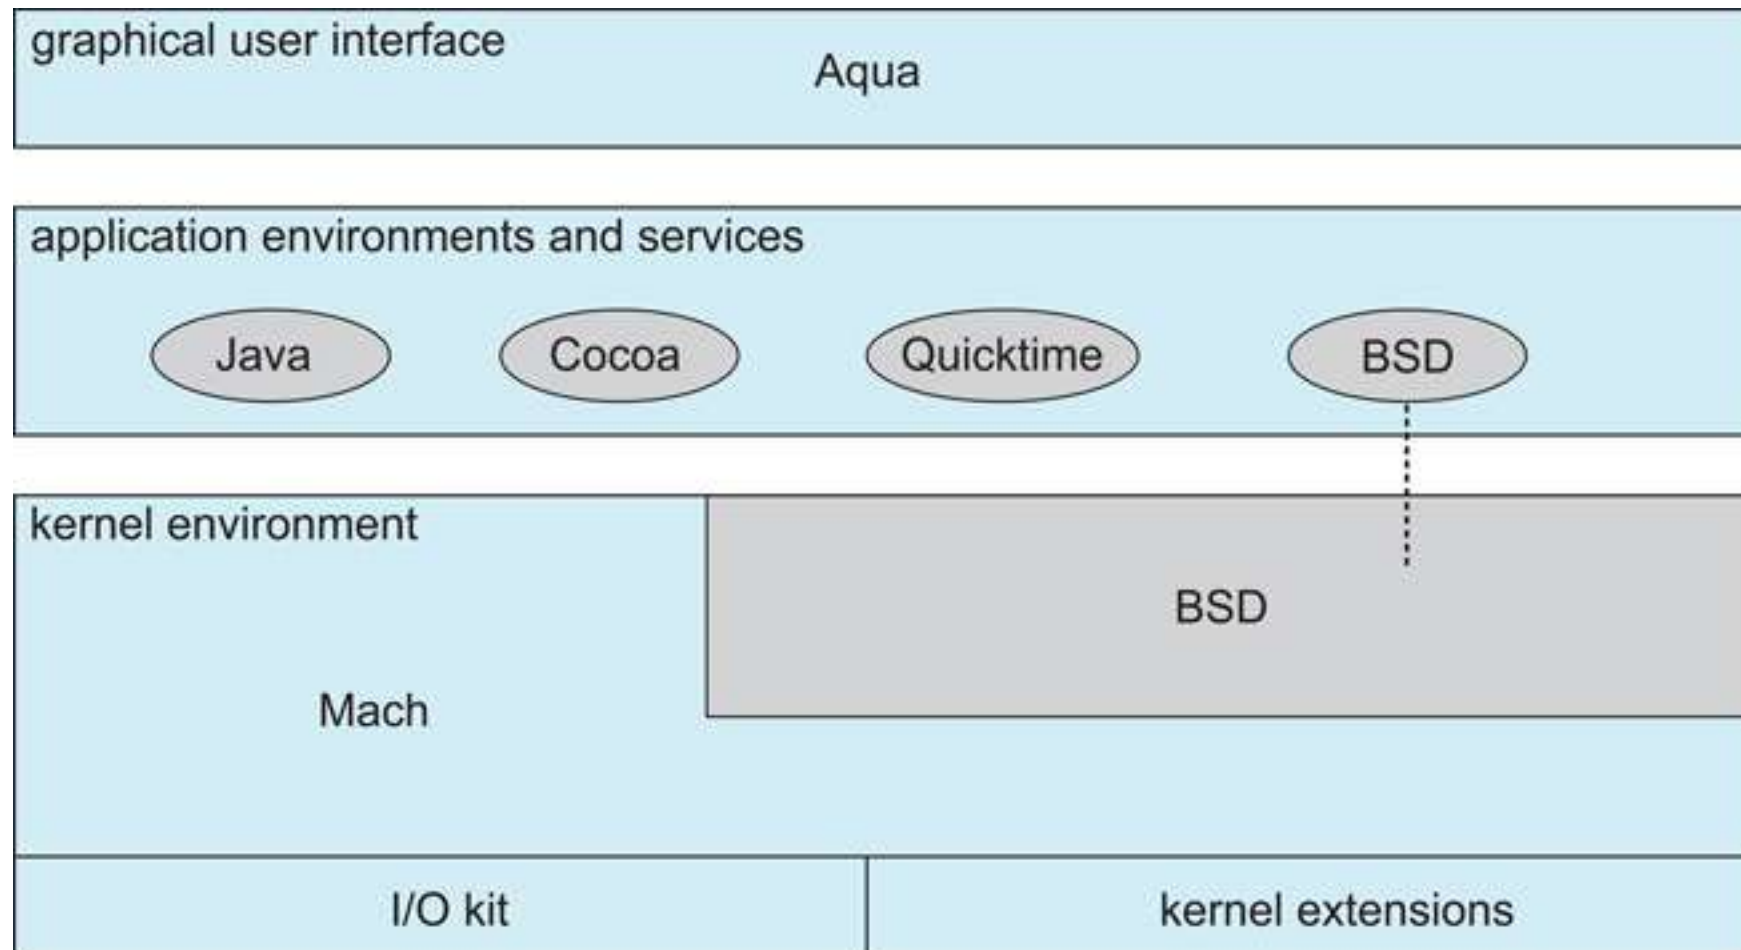 graphical user interface
Aqua
application environments and services
Java
Cocoa
Quicktime
BSD
kernel environment
BSD
Mach
I/O kit
kernel extensions